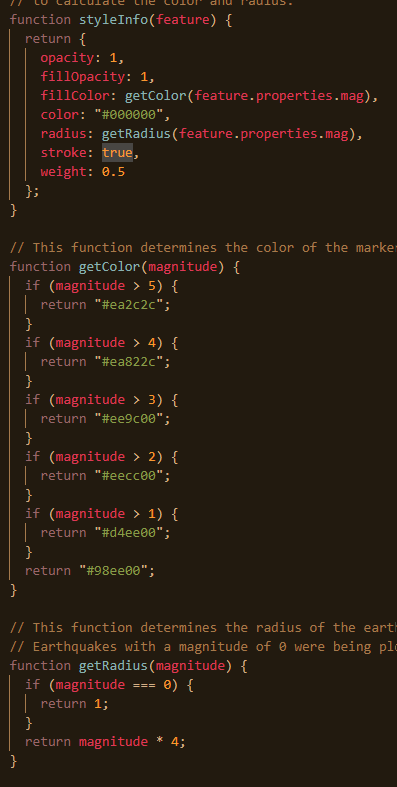 // to calculate the color and radius.
function styleInfo(feature) {
return {
opacity: 1,
fillOpacity: 1,
fillColor: getColor(feature.properties.mag),
color: "#000000",
radius: getRadius(feature.properties.mag),
stroke: true,
weight: 0.5
};
}
// This function determines the color of the marke
function getColor(magnitude) {
if (magnitude > 5) {
return "#ea2c2c";
}
if (magnitude > 4) {
return "#ea822c";
}
if (magnitude > 3) {
return "#ee9c00";
}
if (magnitude > 2) {
return "#eecc00";
}
if (magnitude > 1) {
return "#d4ee00";
}
return "#98ee00";
}
// This function determines the radius of the eart
// Earthquakes with a magnitude of 0 were being plo
function getRadius(magnitude) {
if (magnitude === 0) {
return 1;
}
return magnitude * 4;
}